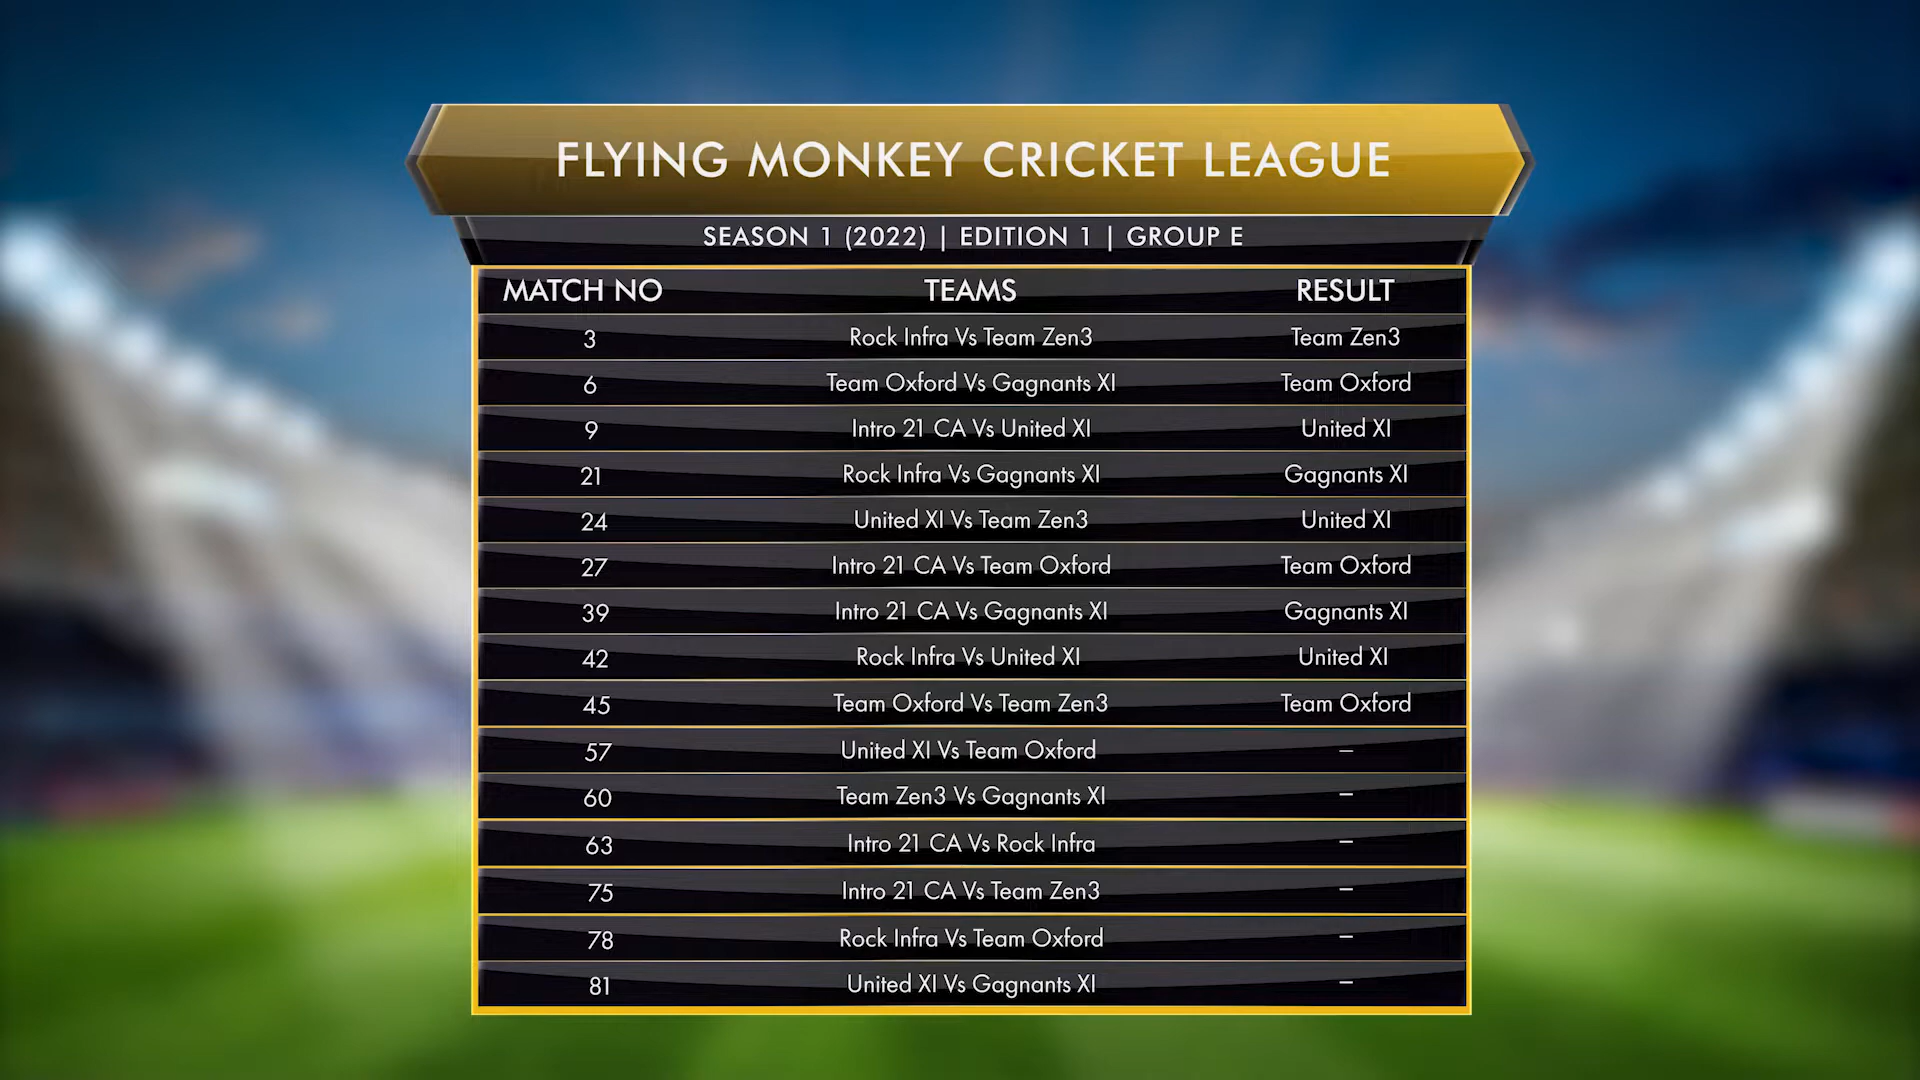 FLYING MONKEY CRICKET LEAGUE
SEASON 1 (2022) | EDITION 1 | GROUP E
MATCH NO TEAMS RESULT
3 Rock Infra Vs Team Zen3 Team Zen3
6 Team Oxford Vs Gagnants XI Team Oxford
9 Intro 21 CA Vs United XI United XI
21 Rock Infra Vs Gagnants XI Gagnants XI
24 United XI Vs Team Zen3 United XI
27 Intro 21 CA Vs Team Oxford Team Oxford
39 Intro 21 CA Vs Gagnants XI Gagnants XI
42 Rock Infra Vs United XI United XI
45 Team Oxford Vs Team Zen3 Team Oxford
57 United XI Vs Team Oxford –
60 Team Zen3 Vs Gagnants XI –
63 Intro 21 CA Vs Rock Infra –
75 Intro 21 CA Vs Team Zen3 –
78 Rock Infra Vs Team Oxford –
81 United XI Vs Gagnants XI –